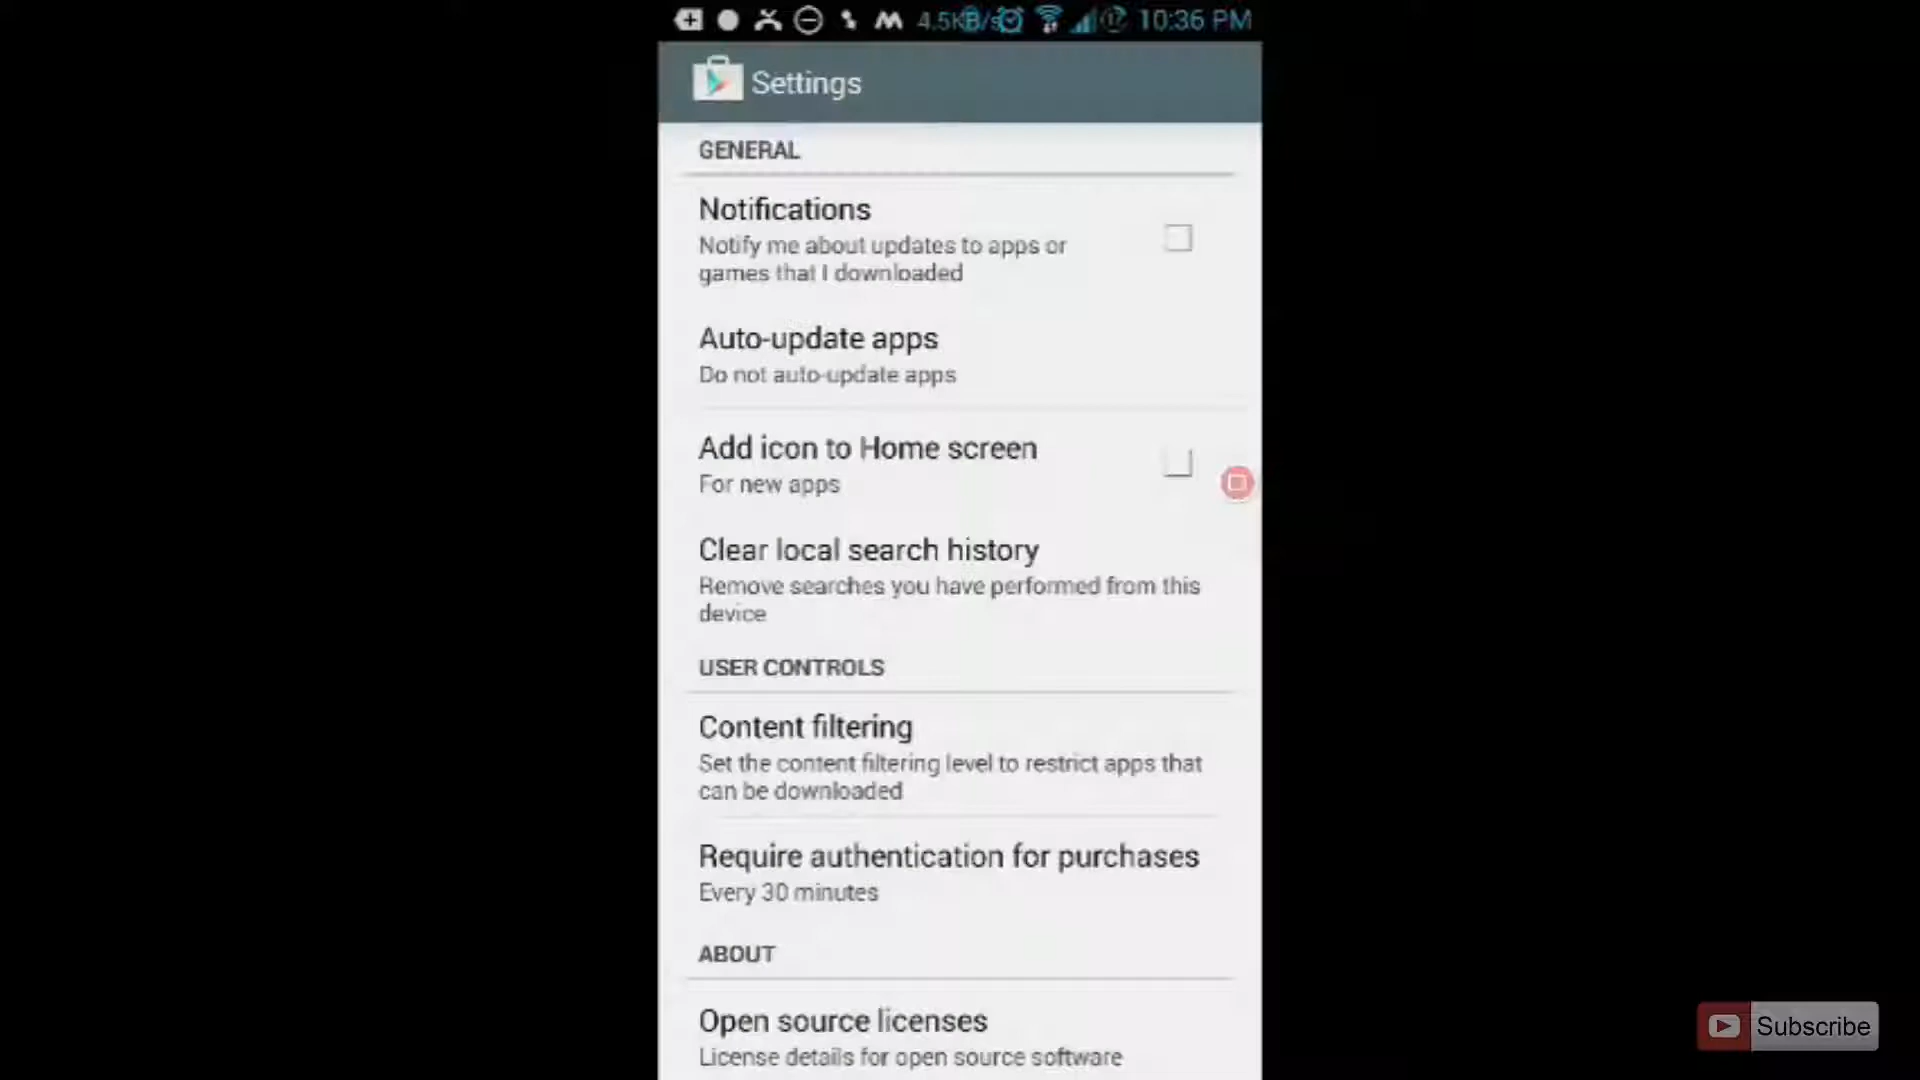 4.5KB/s 10:36 PM
Settings
GENERAL
Notifications
Notify me about updates to apps or
games that I downloaded
Auto-update apps
Do not auto-update apps
Add icon to Home screen
For new apps
Clear local search history
Remove searches you have performed from this
device
USER CONTROLS
Content filtering
Set the content filtering level to restrict apps that
can be downloaded
Require authentication for purchases
Every 30 minutes
ABOUT
Open source licenses
License details for open source software
Subscribe